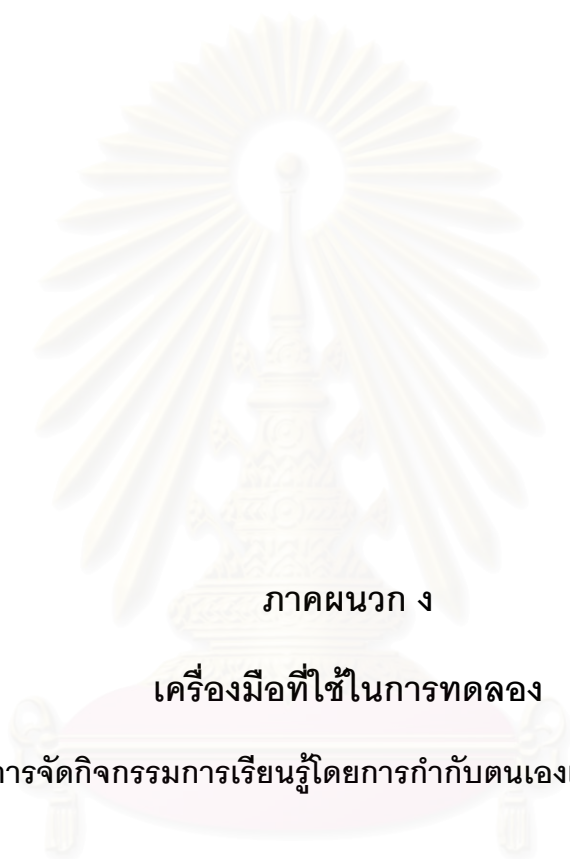 ภาคผนวก ง
เครื่องมือที่ใช้ในการทดลอง
การจัดกิจกรรมการเรียนรู้โดยการกำกับตนเอง